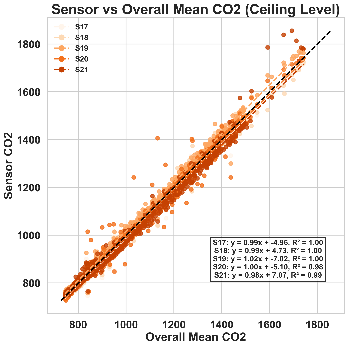 Sensor vs Overall Mean CO2 (Ceiling Level)
S17
S18
S19
S20
S21
1800
1600
1400
1200
1000
800
Sensor CO2
S17: y = 0.99x + -4.96, R² = 1.00
S18: y = 0.99x + 4.73, R² = 1.00
S19: y = 1.02x + -7.02, R² = 1.00
S20: y = 1.00x + -5.10, R² = 0.98
S21: y = 0.98x + 7.07, R² = 0.99
800 1000 1200 1400 1600 1800
Overall Mean CO2